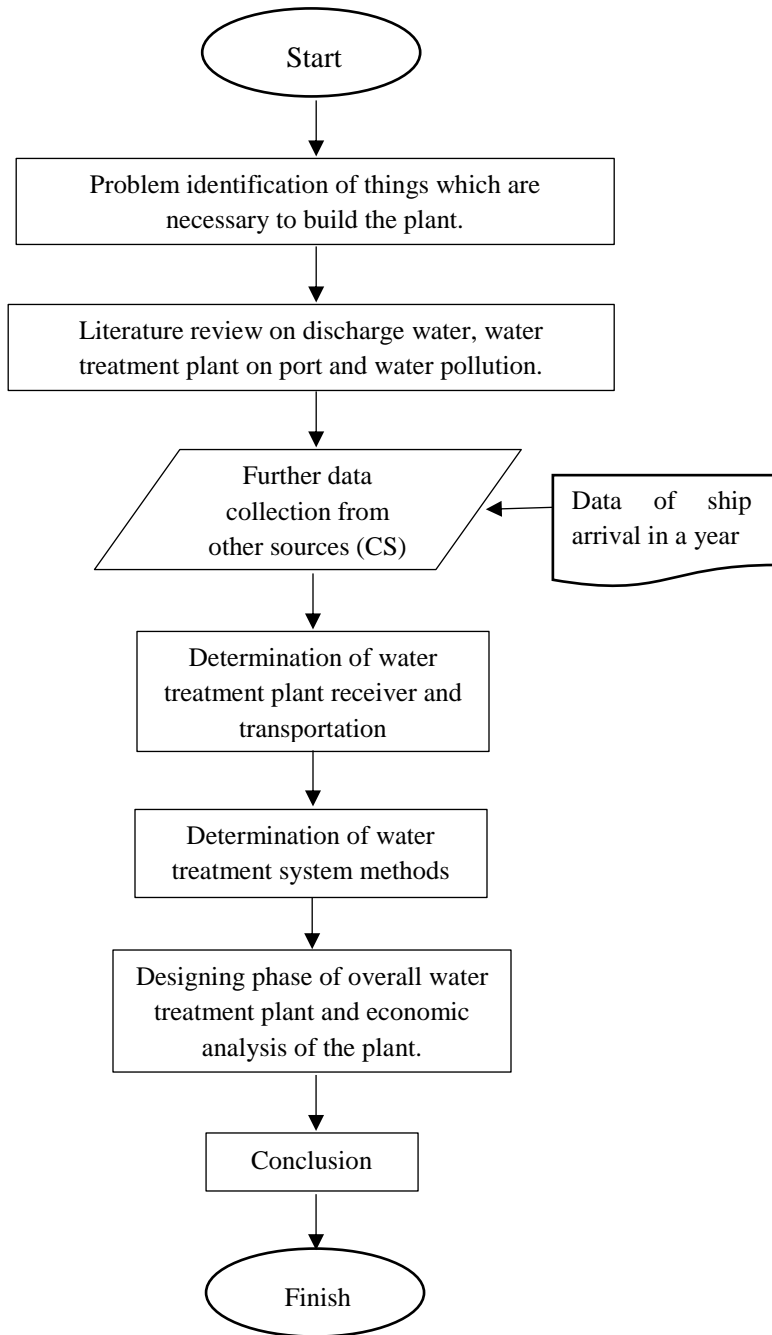 Start
Problem identification of things which are
necessary to build the plant.
Literature review on discharge water, water
treatment plant on port and water pollution.
Further data
collection from
other sources (CS)
Data of ship
arrival in a year
Determination of water
treatment plant receiver and
transportation
Determination of water
treatment system methods
Designing phase of overall water
treatment plant and economic
analysis of the plant.
Conclusion
Finish